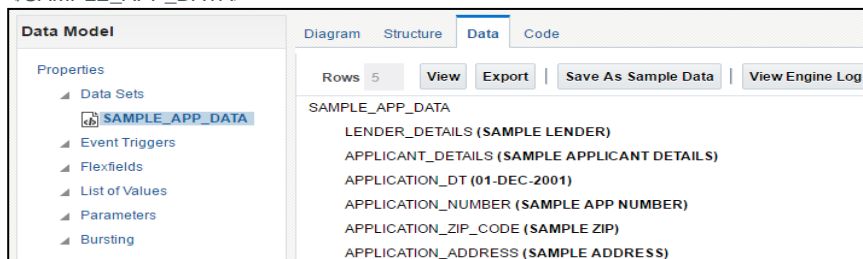 Data Model
Diagram Structure Data Code
Properties
Data Sets
SAMPLE_APP_DATA
Event Triggers
Flexfields
List of Values
Parameters
Bursting
Rows 5 View Export | Save As Sample Data | View Engine Log
SAMPLE_APP_DATA
LENDER_DETAILS (SAMPLE LENDER)
APPLICANT_DETAILS (SAMPLE APPLICANT DETAILS)
APPLICATION_DT (01-DEC-2001)
APPLICATION_NUMBER (SAMPLE APP NUMBER)
APPLICATION_ZIP_CODE (SAMPLE ZIP)
APPLICATION_ADDRESS (SAMPLE ADDRESS)